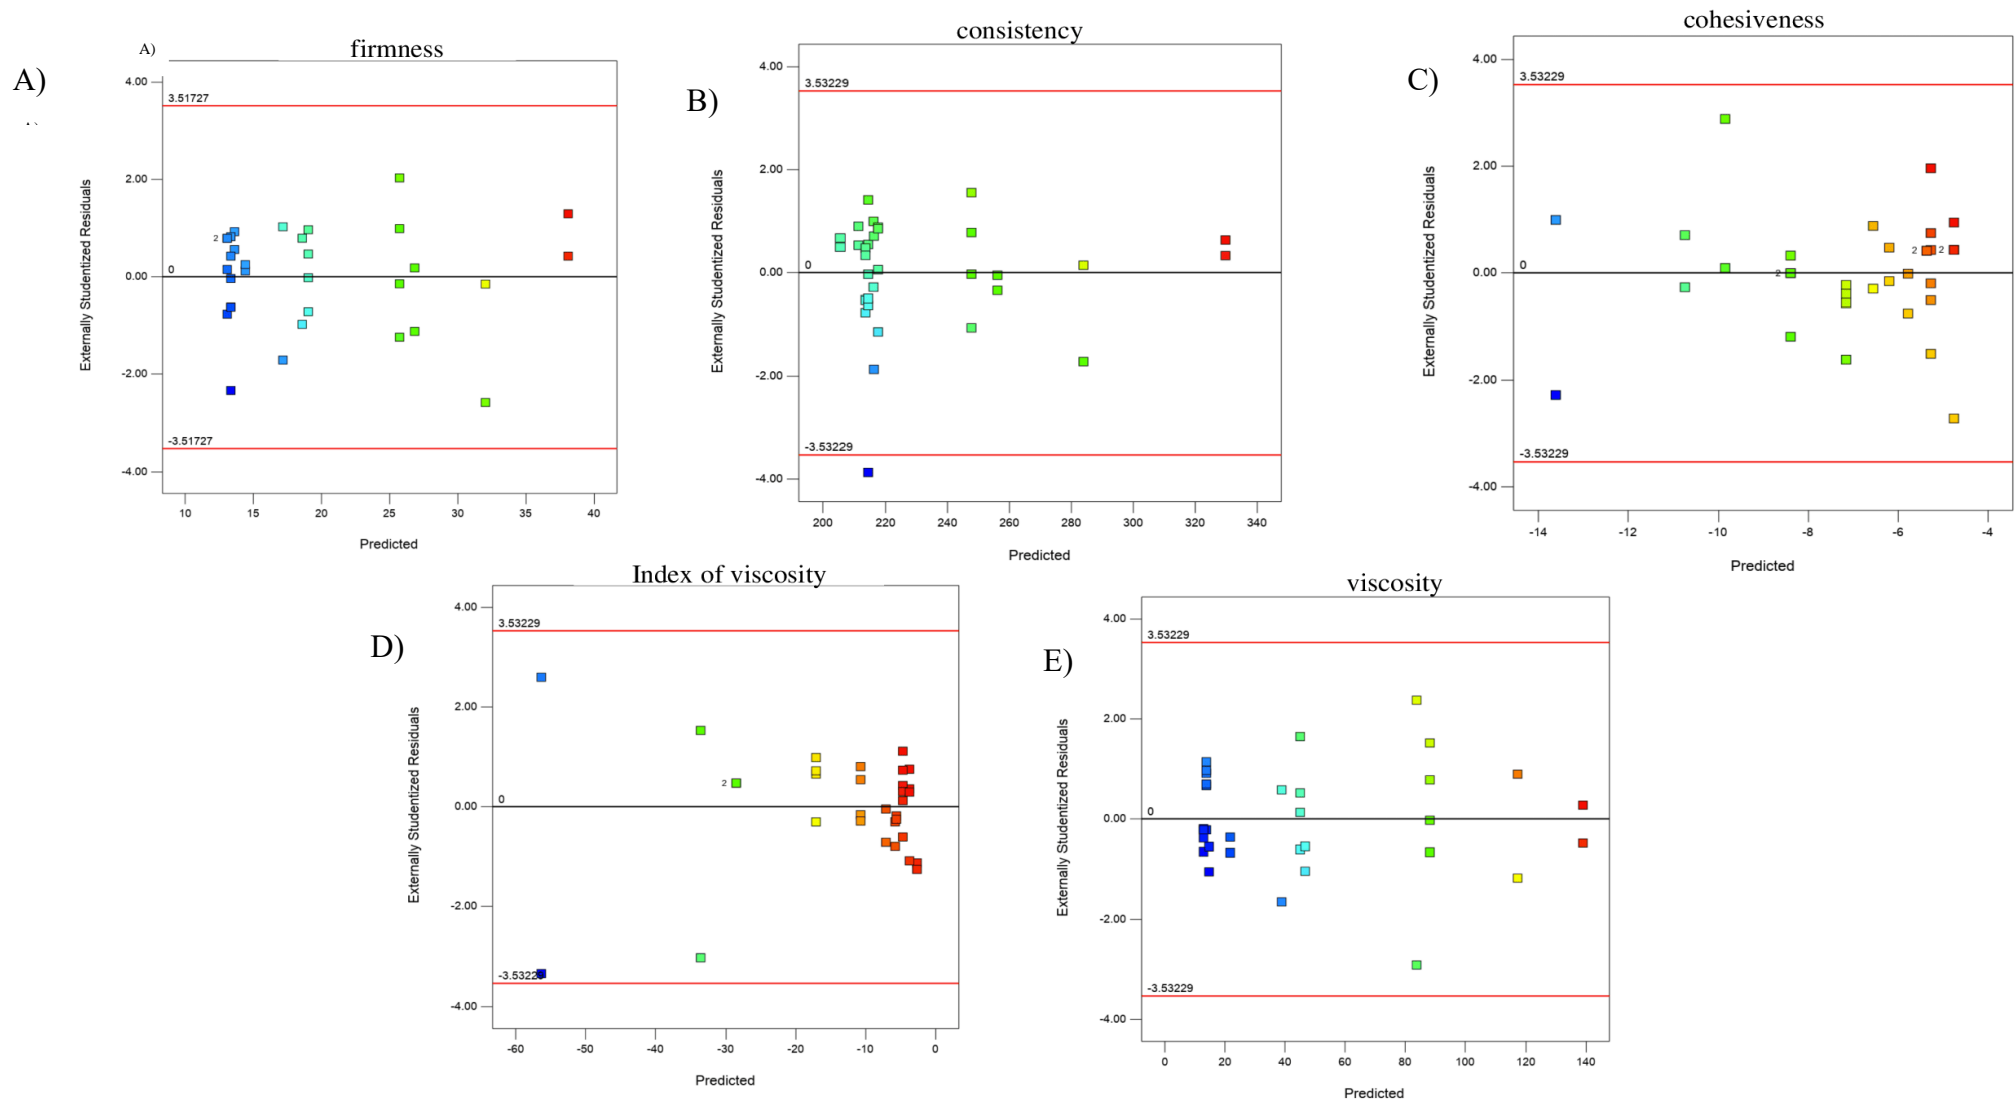 A)
A)
firmness
4.00
3.51727
2.00
2
0
0.00
-2.00
-3.51727
-4.00
10 15 20 25 30 35 40
Predicted
Externally Studentized Residuals
B)
consistency
4.00
3.53229
2.00
0
0.00
-2.00
-3.53229
-4.00
200 220 240 260 280 300 320 340
Predicted
Externally Studentized Residuals
C)
cohesiveness
4.00
3.53229
2.00
2 2
0
2
0.00
-2.00
-3.53229
-4.00
-14 -12 -10 -8 -6 -4
Predicted
Externally Studentized Residuals
D)
Index of viscosity
4.00
3.53229
2.00
2
0
0.00
-2.00
-3.53229
-4.00
-60 -50 -40 -30 -20 -10 0
Predicted
Externally Studentized Residuals
E)
viscosity
4.00
3.53229
2.00
0
0.00
-2.00
-3.53229
-4.00
0 20 40 60 80 100 120 140
Predicted
Externally Studentized Residuals